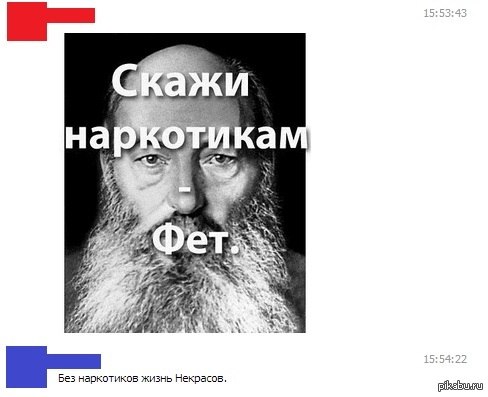 15:53:43
Скажи
наркотикам
-
Фет.
15:54:22
Без наркотиков жизнь Некрасов.
pikabu.ru